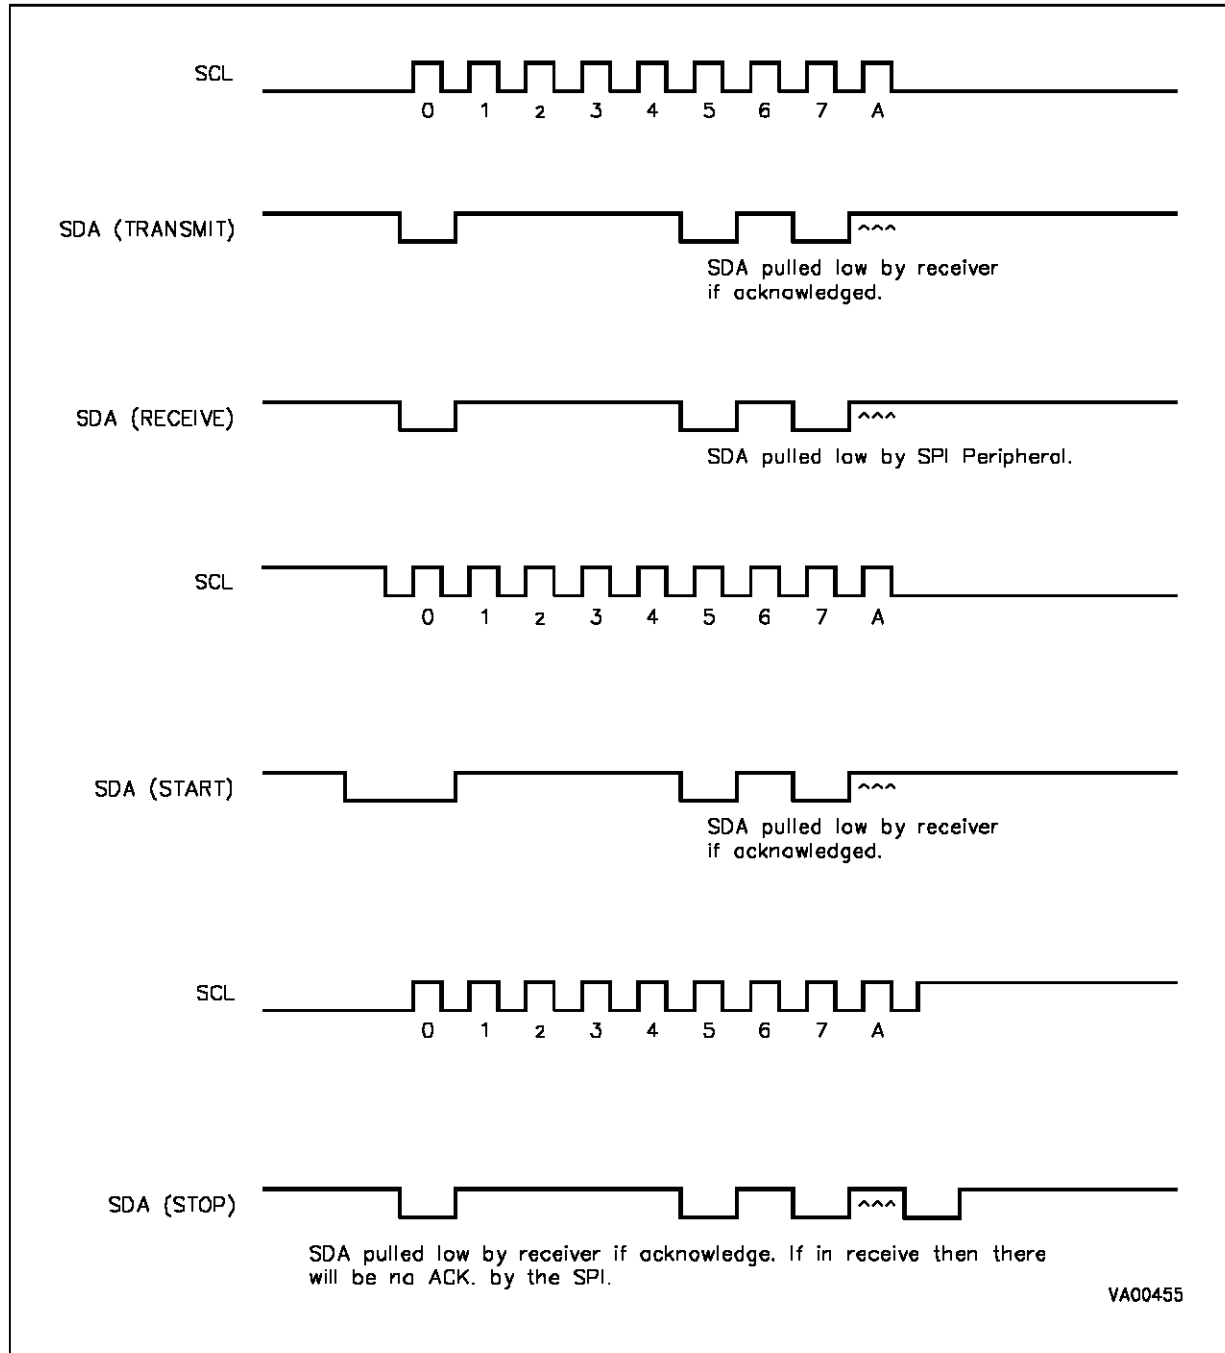 SCL
0 1 2 3 4 5 6 7 A
SDA (TRANSMIT)
^^^
SDA pulled low by receiver
if acknowledged.
SDA (RECEIVE)
^^^
SDA pulled low by SPI Peripheral.
SCL
0 1 2 3 4 5 6 7 A
SDA (START)
^^^
SDA pulled low by receiver
if acknowledged.
SCL
0 1 2 3 4 5 6 7 A
SDA (STOP)
^^^
SDA pulled low by receiver if acknowledge. If in receive then there
will be no ACK. by the SPI.
VA00455